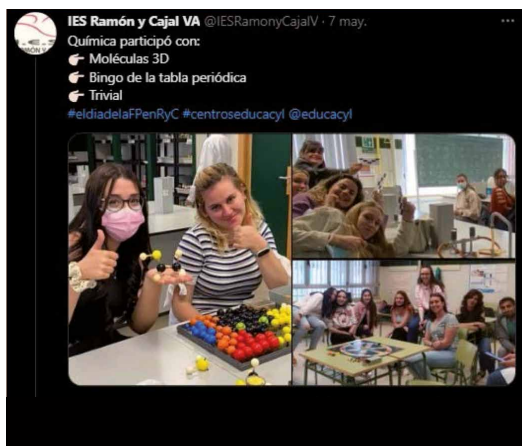 IES Ramón y Cajal VA @IESRamonyCajalV · 7 may.
Química participó con:
👉🏻 Moléculas 3D
👉🏻 Bingo de la tabla periódica
👉🏻 Trivial
#eldiadelaFPenRyC #centroseducacyl @educacyl